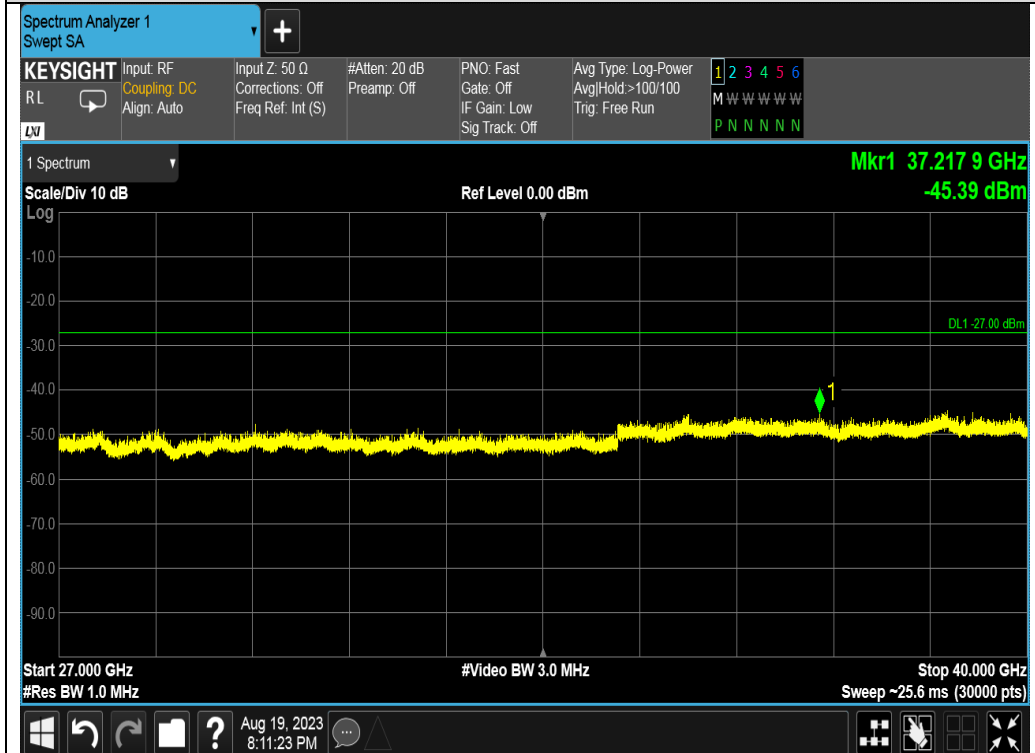 Spectrum Analyzer 1
Swept SA
+
KEYSIGHT
R L
LXI
Input: RF
Coupling: DC
Align: Auto
Input Z: 50 Ω
Corrections: Off
Freq Ref: Int (S)
#Atten: 20 dB
Preamp: Off
PNO: Fast
Gate: Off
IF Gain: Low
Sig Track: Off
Avg Type: Log-Power
Avg|Hold:>100/100
Trig: Free Run
1 2 3 4 5 6
M W W W W W
P N N N N N
1 Spectrum
Mkr1 37.217 9 GHz
-45.39 dBm
Scale/Div 10 dB
Ref Level 0.00 dBm
Log
-10.0
-20.0
DL1 -27.00 dBm
-30.0
-40.0
1
-50.0
-60.0
-70.0
-80.0
-90.0
Start 27.000 GHz
#Video BW 3.0 MHz
Stop 40.000 GHz
#Res BW 1.0 MHz
Sweep ~25.6 ms (30000 pts)
?
Aug 19, 2023
8:11:23 PM